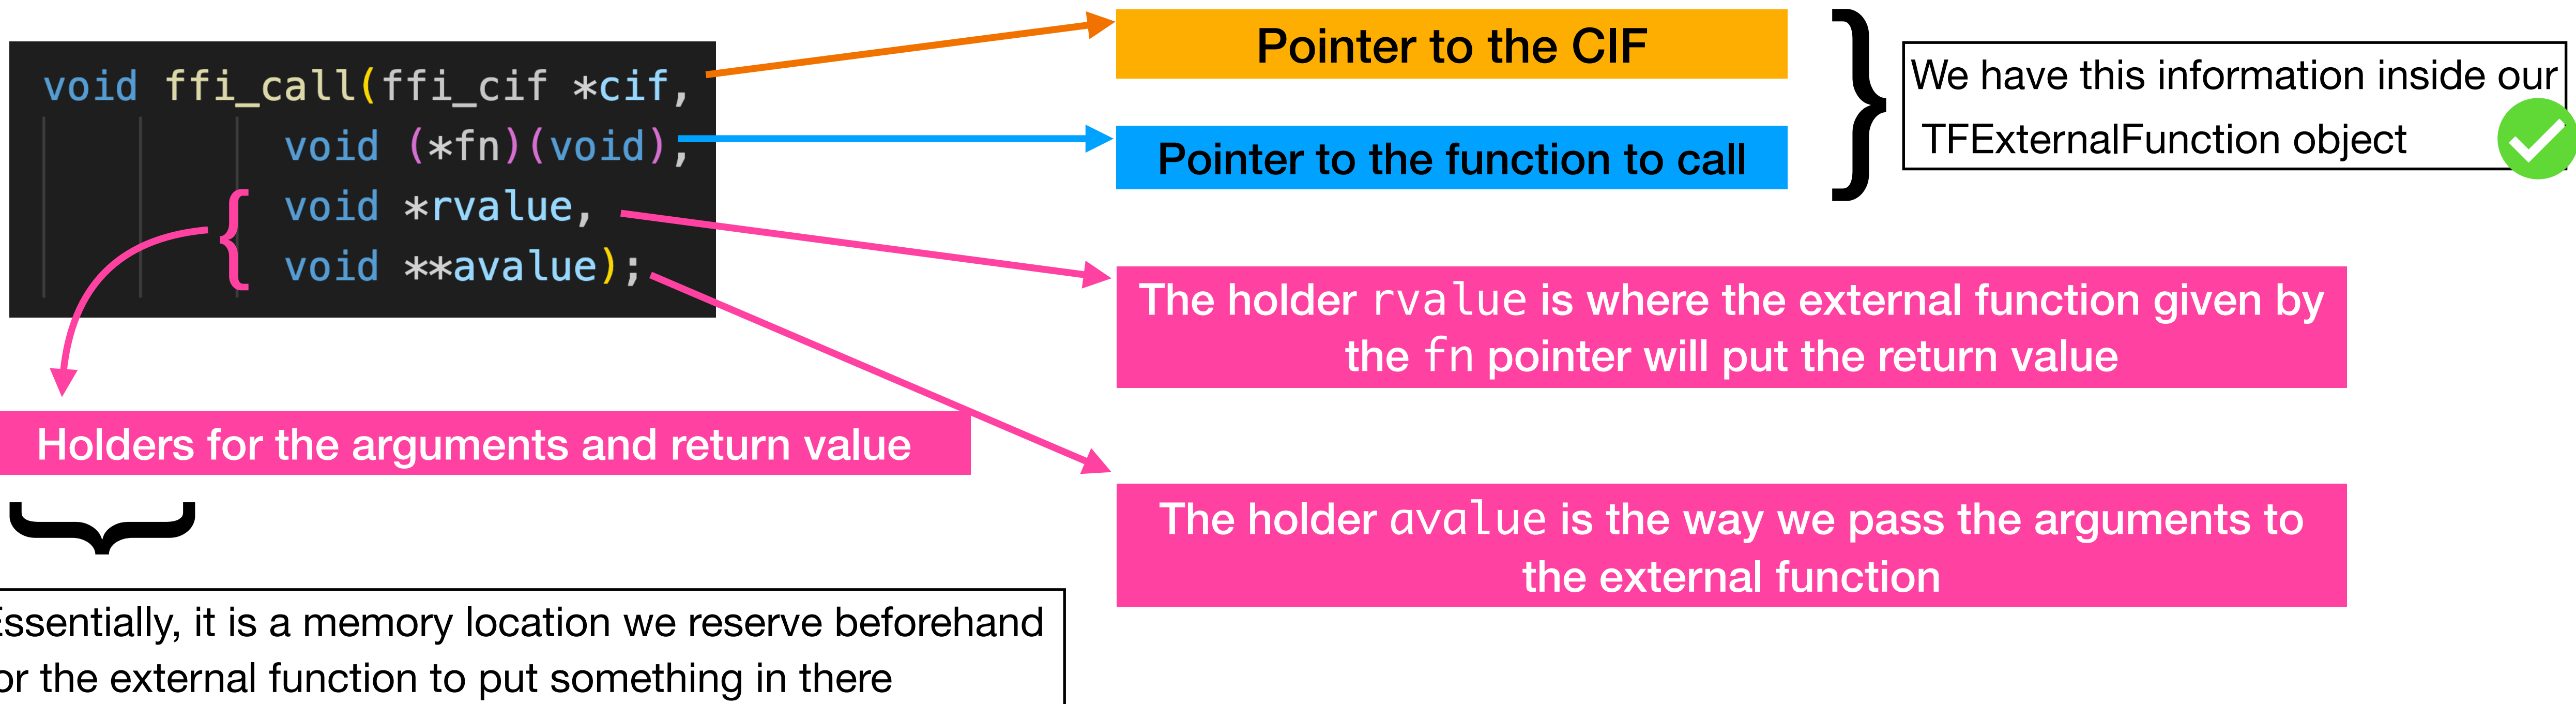 void ffi_call(ffi_cif *cif,
void (*fn)(void),
void *rvalue,
void **avalue);
Pointer to the CIF
Pointer to the function to call
We have this information inside our
TFExternalFunction object
The holder rvalue is where the external function given by
the fn pointer will put the return value
Holders for the arguments and return value
The holder avalue is the way we pass the arguments to
the external function
Essentially, it is a memory location we reserve beforehand
or the external function to put something in there